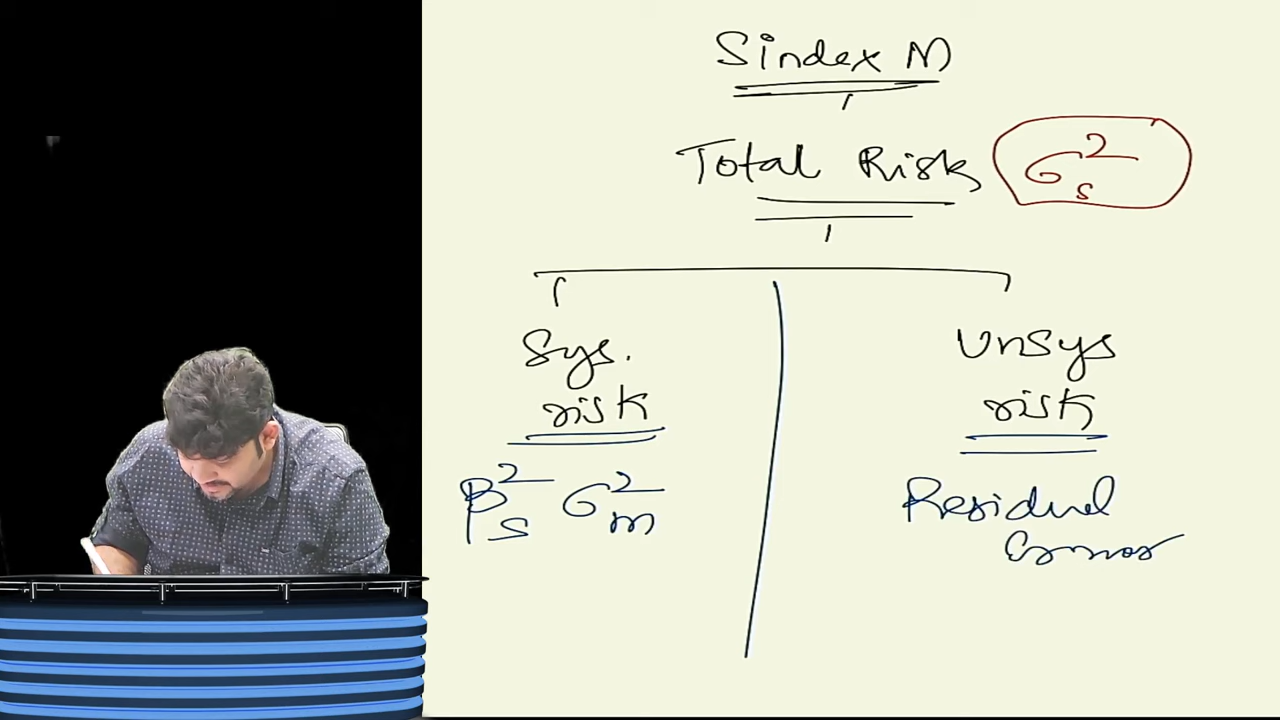 Sindex M
Total Risk σ²s
Sys. risk
β²s σ²m
UnSys risk
Residual Error